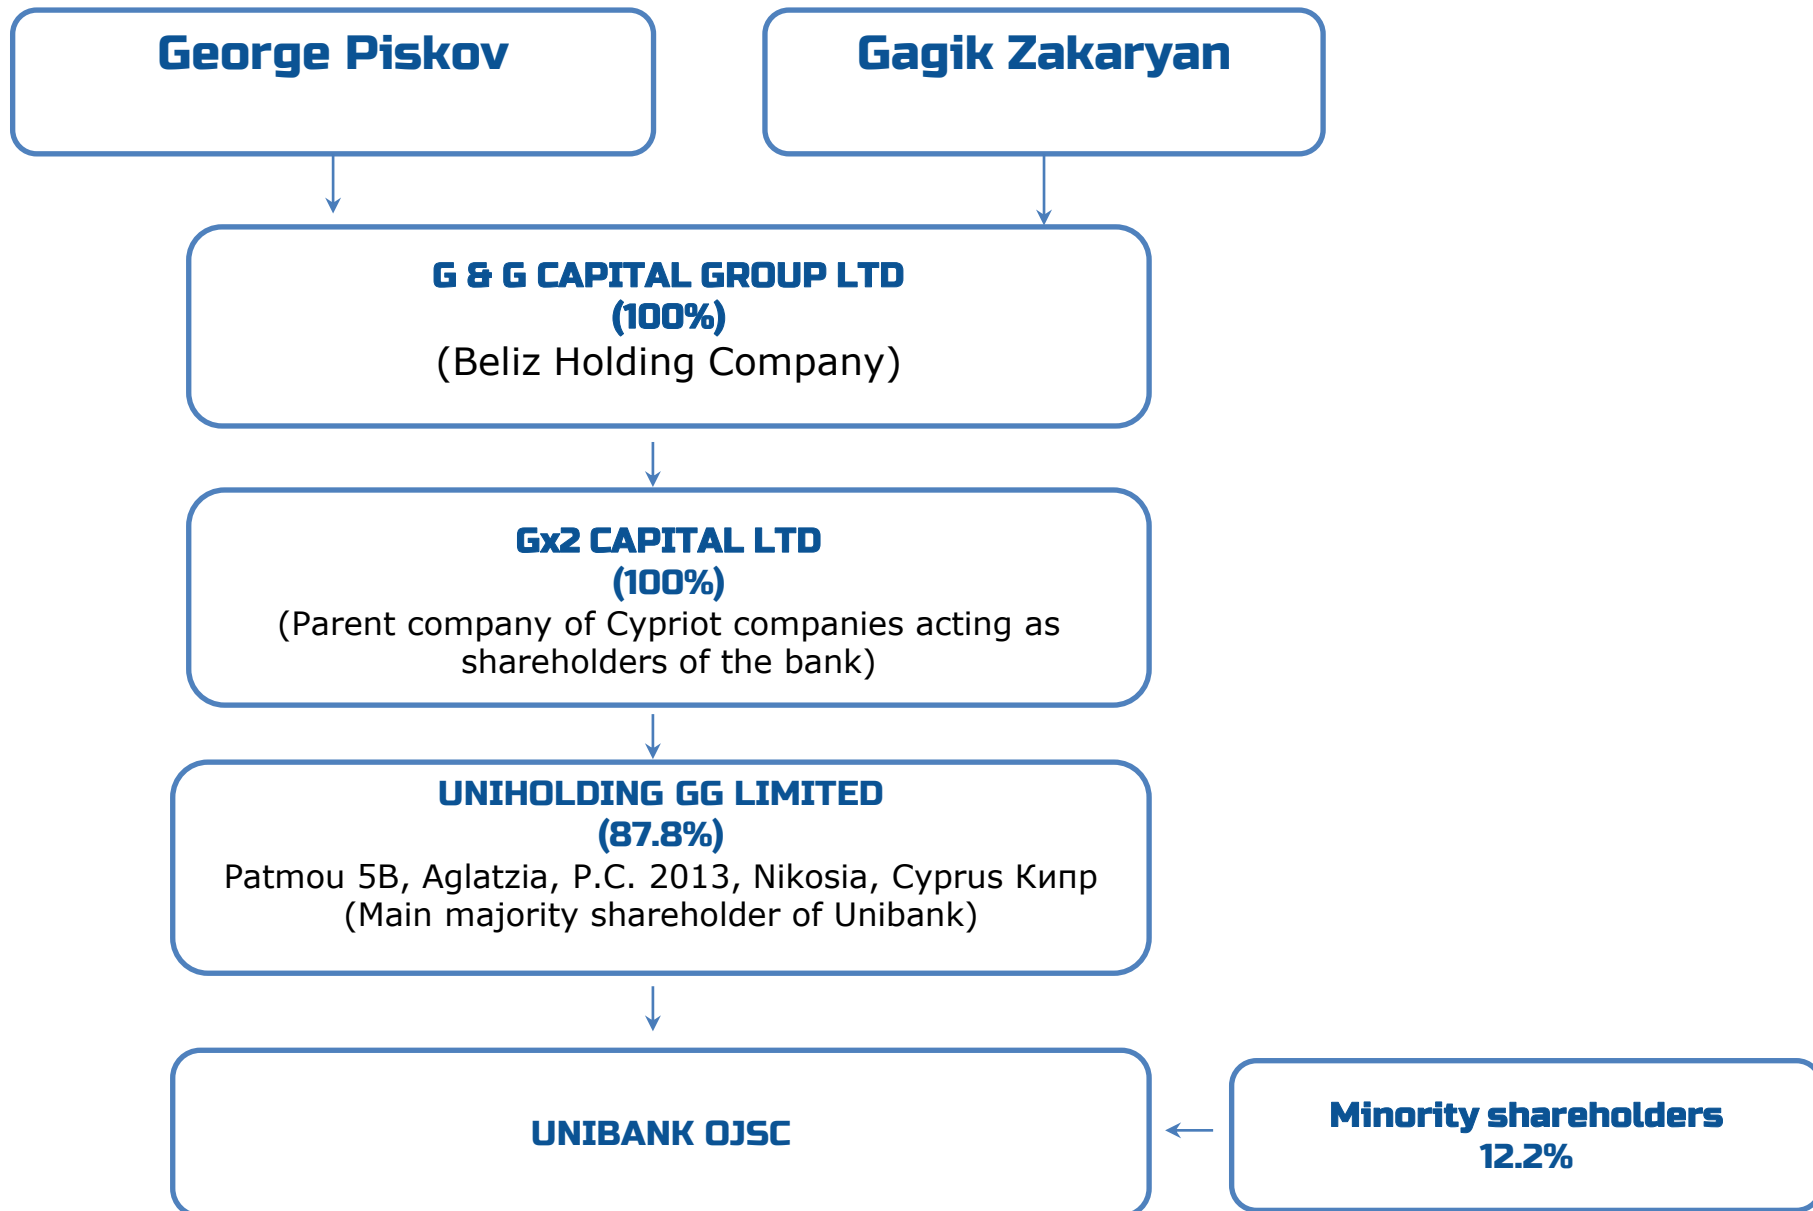 George Piskov
Gagik Zakaryan
G & G CAPITAL GROUP LTD
(100%)
(Beliz Holding Company)
Gx2 CAPITAL LTD
(100%)
(Parent company of Cypriot companies acting as
shareholders of the bank)
UNIHOLDING GG LIMITED
(87.8%)
Patmou 5B, Aglatzia, P.C. 2013, Nikosia, Cyprus Кипр
(Main majority shareholder of Unibank)
UNIBANK OJSC
Minority shareholders
12.2%